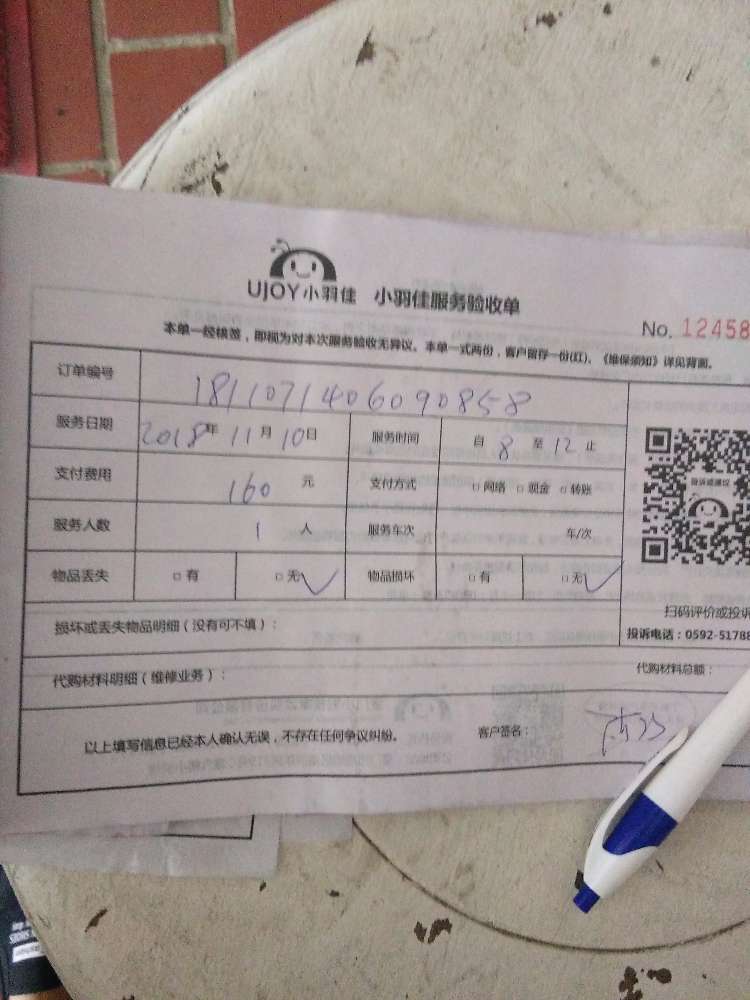 UJOY小羽佳 小羽佳服务验收单
No. 12458
本单一经核签，即视为对本次服务验收无异议。本单一式两份，客户留存一份(红)、《维保须知》详见背面。
订单编号 1811071406090858
服务日期 2018年 11月 10日 服务时间 自 8 至 12 止
支付费用 160 元 支付方式 □网络 □现金 □转账
服务人数 1 人 服务车次 车/次
物品丢失 □有 □无✓ 物品损坏 □有 □无✓
投诉或建议
扫码评价或投诉
投诉电话：0592-51788
损坏或丢失物品明细（没有可不填）：
代购材料明细（维修业务）： 代购材料总额：
以上填写信息已经本人确认无误，不存在任何争议纠纷。 客户签名：